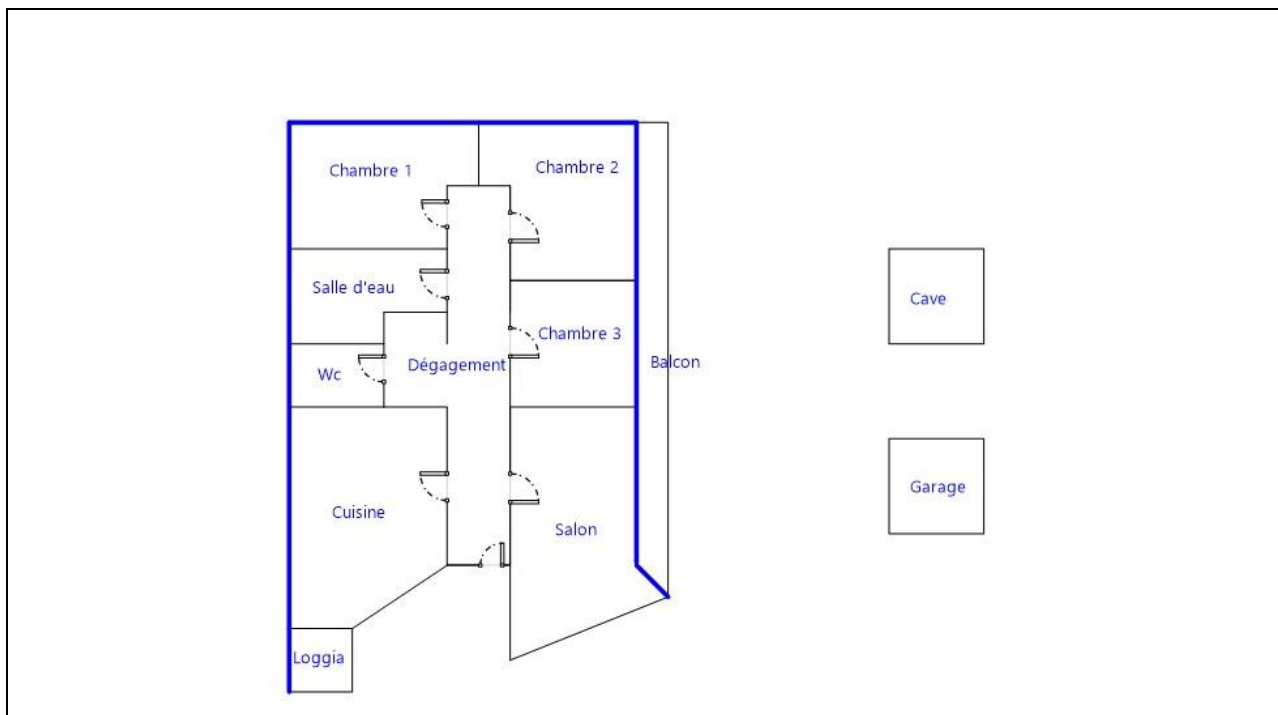 Chambre 1
Chambre 2
Salle d'eau
Cave
Chambre 3
Wc
Dégagement
Balcon
Garage
Cuisine
Salon
Loggia